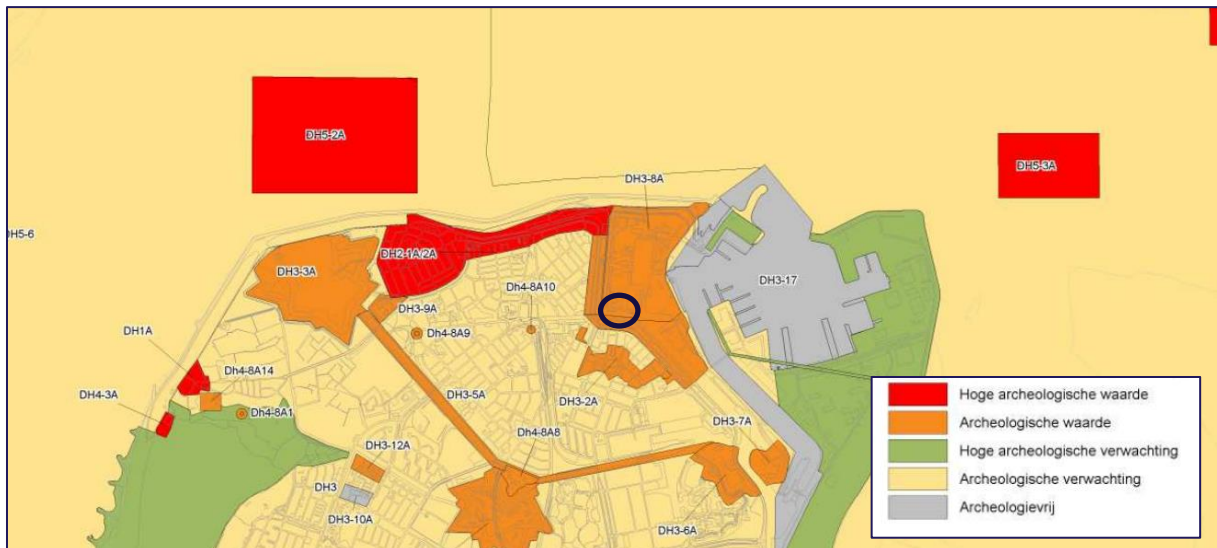 DH5-2A
DH5-3A
DH3-8A
DH5-6
DH2-1A/2A
DH3-3A
DH3-17
Dh4-8A10
DH3-9A
DH1A
Dh4-8A9
Dh4-8A14
DH4-3A
DH3-5A
DH3-2A
Dh4-8A1
DH3-7A
Dh4-8A8
DH3-12A
DH3
DH3-10A
DH3-6A
Hoge archeologische waarde
Archeologische waarde
Hoge archeologische verwachting
Archeologische verwachting
Archeologievrij